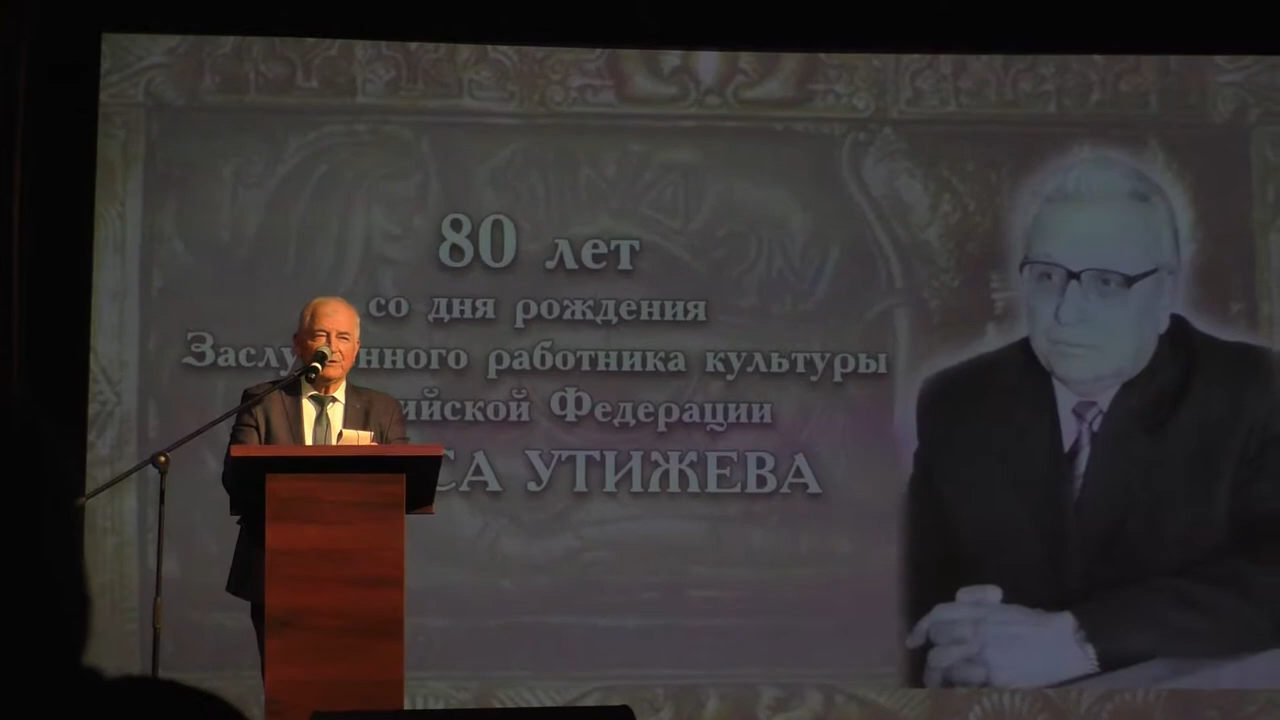 80 лет
со дня рождения
работника культуры
Федерации
УТИЖЕВА